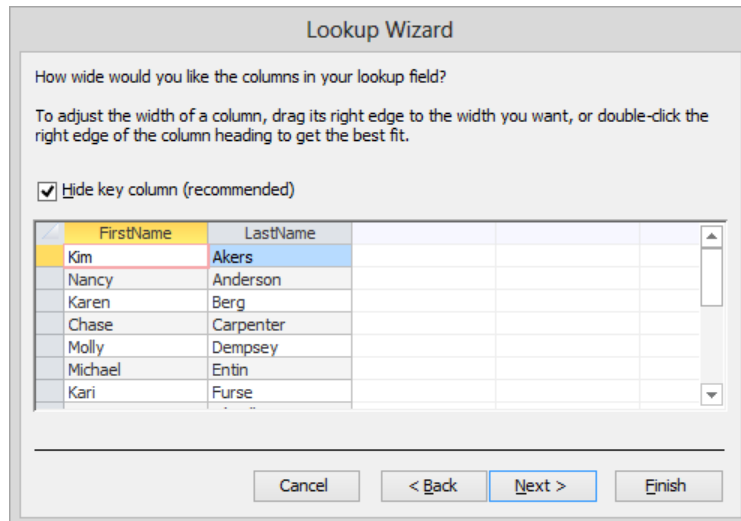 Lookup Wizard
How wide would you like the columns in your lookup field?
To adjust the width of a column, drag its right edge to the width you want, or double-click the
right edge of the column heading to get the best fit.
Hide key column (recommended)
FirstName LastName
Kim Akers
Nancy Anderson
Karen Berg
Chase Carpenter
Molly Dempsey
Michael Entin
Kari Furse
Cancel < Back Next > Finish